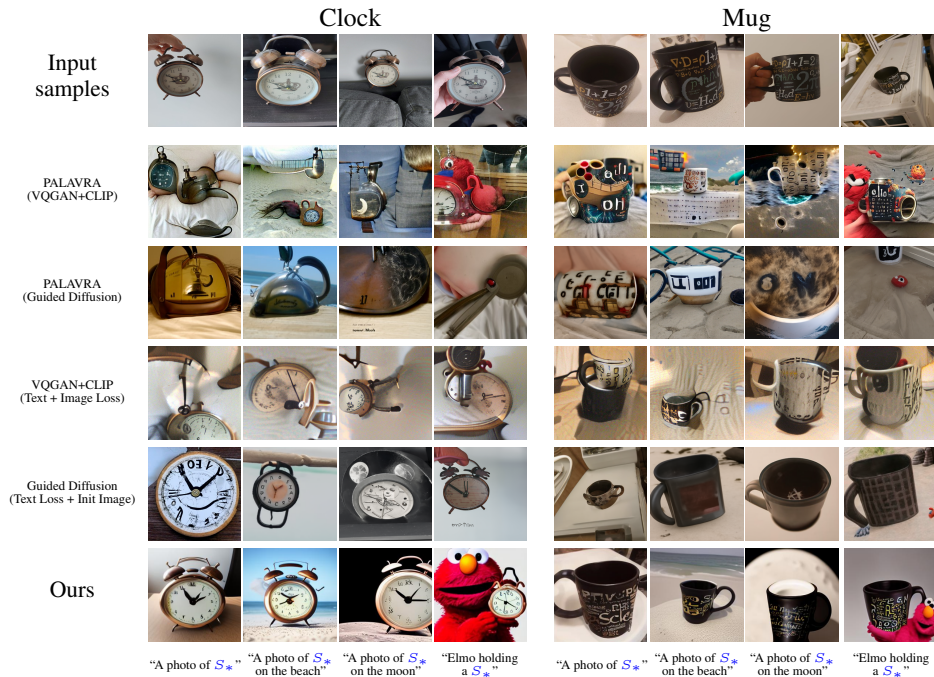 Clock
Mug
Input
samples
PALAVRA
(VQGAN+CLIP)
PALAVRA
(Guided Diffusion)
VQGAN+CLIP
(Text + Image Loss)
Guided Diffusion
(Text Loss + Init Image)
Ours
“A photo of S*”
“A photo of S*
on the beach”
“A photo of S*
on the moon”
“Elmo holding
a S*”
“A photo of S*”
“A photo of S*
on the beach”
“A photo of S*
on the moon”
“Elmo holding
a S*”